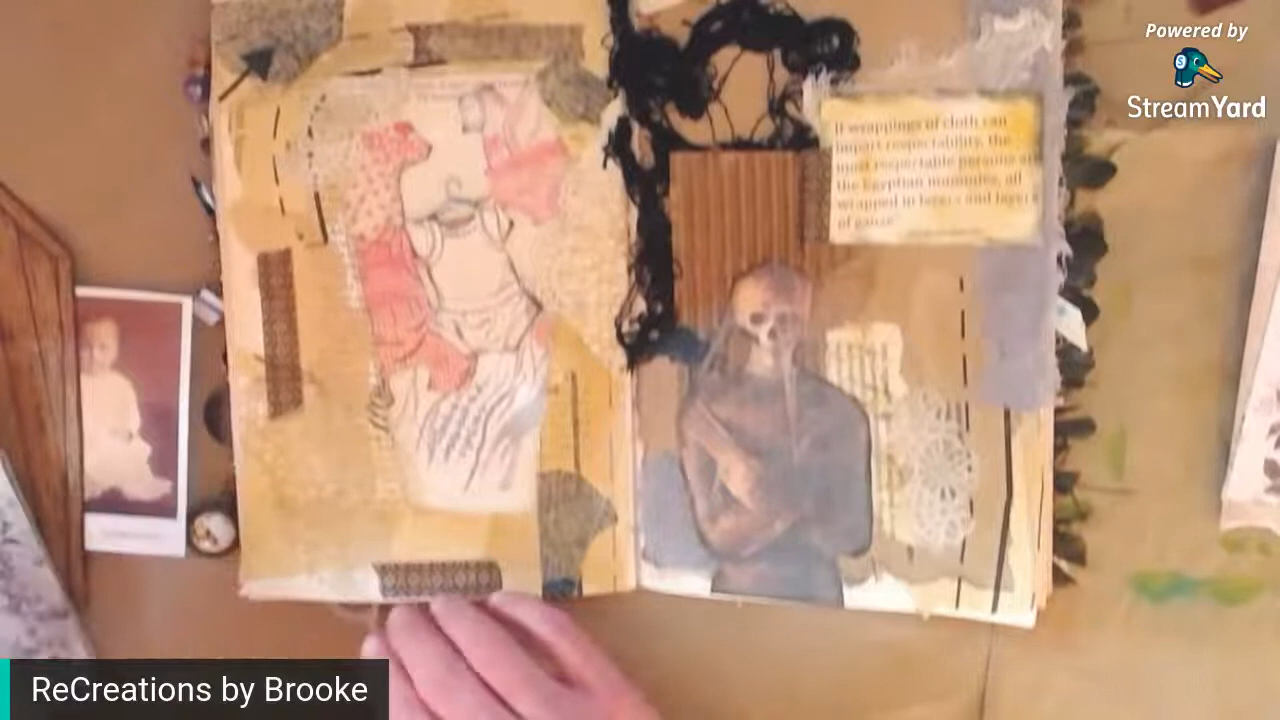 Powered by
StreamYard
If wrappings of cloth can
impart respectability, the
most respectable persons are
the Egyptian mummies, all
wrapped in layers and layers
of gauze
ReCreations by Brooke